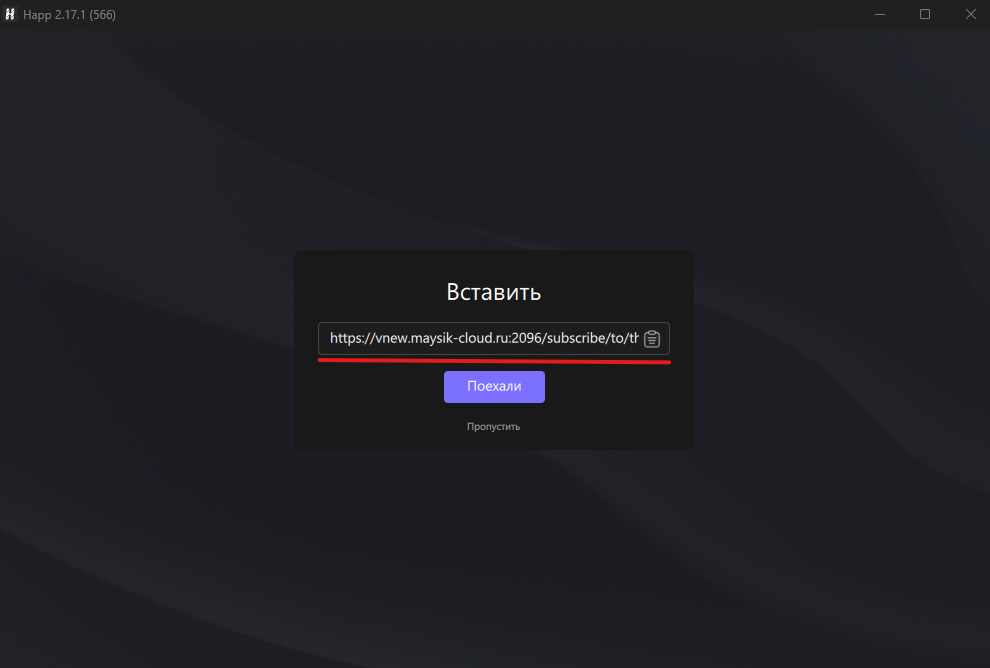 Happ 2.17.1 (566)
Вставить
https://vnew.maysik-cloud.ru:2096/subscribe/to/th
Поехали
Пропустить